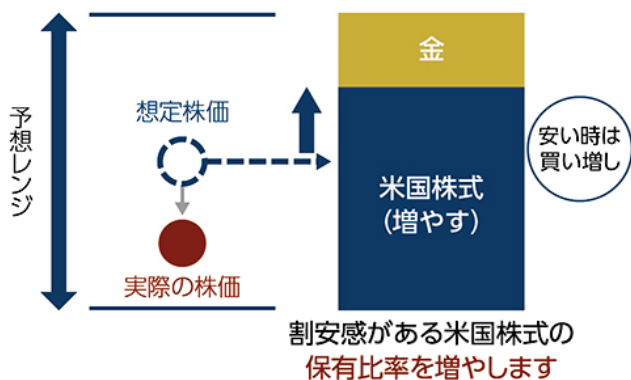 予想レンジ
想定株価
実際の株価
金
米国株式
(増やす)
安い時は
買い増し
割安感がある米国株式の
保有比率を増やします